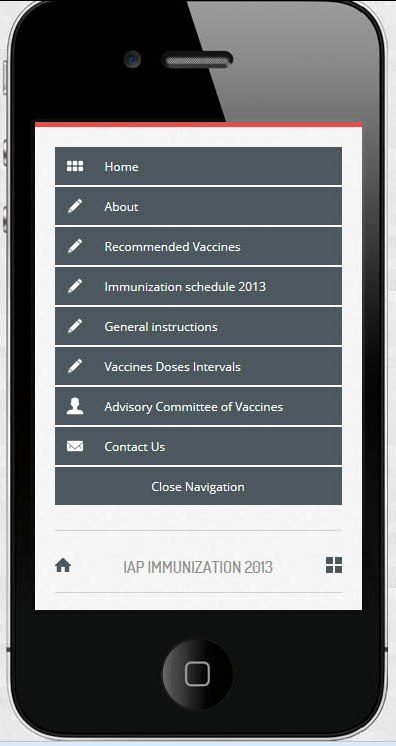 Home
About
Recommended Vaccines
Immunization schedule 2013
General instructions
Vaccines Doses Intervals
Advisory Committee of Vaccines
Contact Us
Close Navigation
IAP IMMUNIZATION 2013